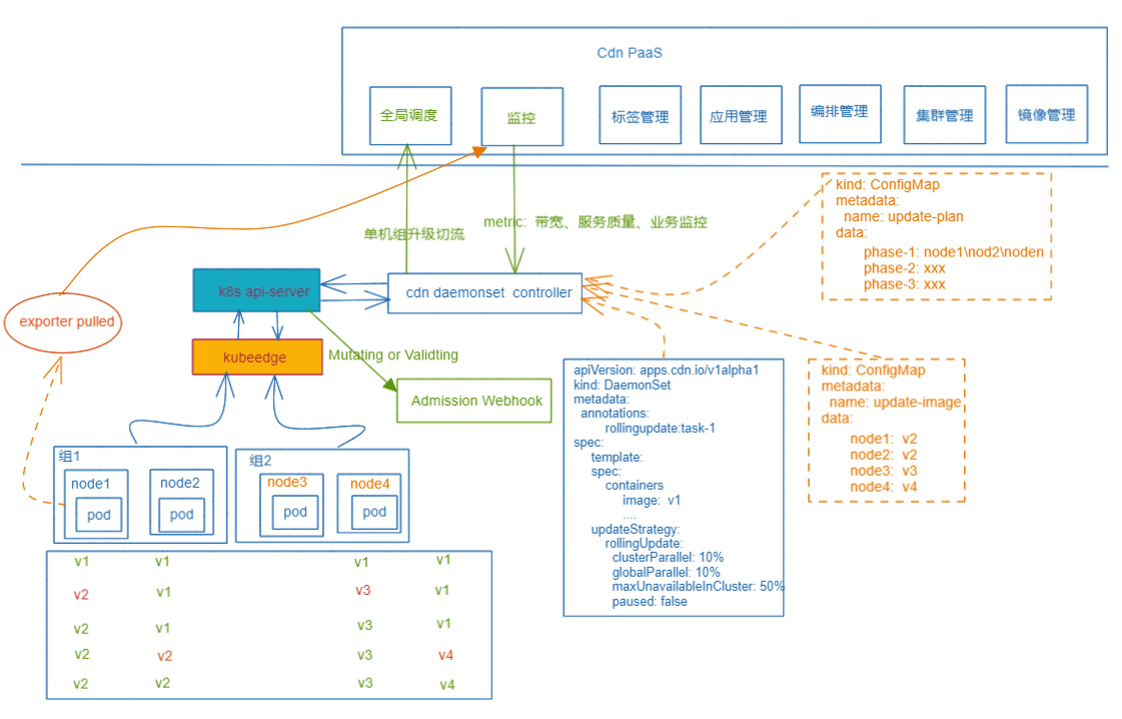 Cdn PaaS
全局调度
监控
标签管理
应用管理
编排管理
集群管理
镜像管理
单机组升级切流
metric: 带宽、服务质量、业务监控
kind: ConfigMap
metadata:
name: update-plan
data:
phase-1: node1\nod2\noden
phase-2: xxx
phase-3: xxx
k8s api-server
cdn daemonset controller
exporter pulled
kubeedge
Mutating or Validting
Admission Webhook
apiVersion: apps.cdn.io/v1alpha1
kind: DaemonSet
metadata:
annotations:
rollingupdate:task-1
spec:
template:
spec:
containers
image: v1
....
updateStrategy:
rollingUpdate:
clusterParallel: 10%
globalParallel: 10%
maxUnavailableInCluster: 50%
paused: false
kind: ConfigMap
metadata:
name: update-image
data:
node1: v2
node2: v2
node3: v3
node4: v4
组1
node1
pod
node2
pod
组2
node3
pod
node4
pod
v1 v1 v1 v1
v2 v1 v3 v1
v2 v1 v3 v1
v2 v2 v3 v4
v2 v2 v3 v4